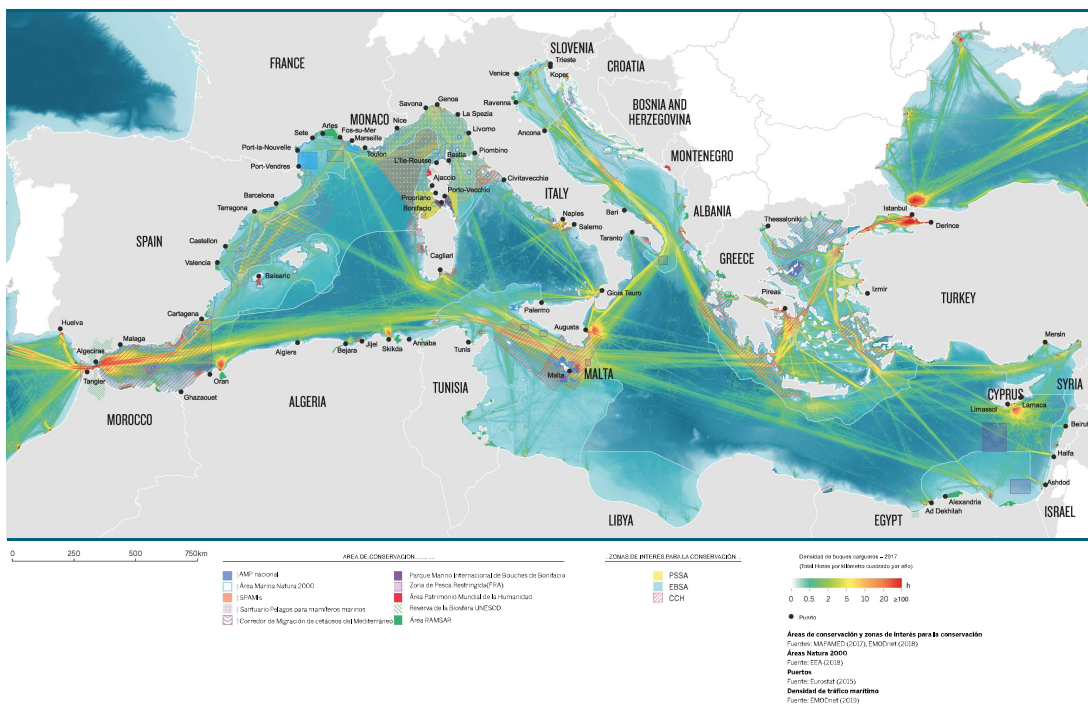 SLOVENIA
FRANCE
Trieste
CROATIA
Venice
Koper
BOSNIA AND
HERZEGOVINA
Savona
Genoa
Ravenna
MONACO
La Spezia
Nice
Arles
Sete
Fos-su-Mer
Marseille
Livorno
Ancona
Toulon
Port-la-Nouvelle
L'Ile-Rousse
Bastia
Piombino
MONTENEGRO
Port-Vendres
Ajaccio
Civitavecchia
Porto-Vecchio
Propriano
Bonifacio
ITALY
Barcelona
Terragona
Bari
ALBANIA
Istanbul
Derince
Naples
Salerno
Thessaloniki
Taranto
SPAIN
Castellon
Valencia
Balearic
Cagliari
GREECE
Gioia Tauro
Pireas
Izmir
TURKEY
Cartagena
Palermo
Huelva
Malaga
Augusta
Mersin
Algeciras
Algiers
Bejara
Jijel
Skikda
Annaba
Tunis
Tangier
Oran
Malta
MALTA
SYRIA
Ghazaouet
TUNISIA
CYPRUS
Larnaca
Limassol
MOROCCO
ALGERIA
Beirut
Haifa
Ashdod
Alexandria
Ad Dekhilah
LIBYA
EGYPT
ISRAEL
0 250 500 750km
AREA DE CONSERVACIÓN
AMP nacional
Área Marina Natura 2000
SPAMIs
Santuario Pelagos para mamíferos marinos
Corredor de Migración de cetáceos del Mediterráneo
Parque Marino Internacional de Bouches de Bonifacio
Zona de Pesca Restringida(FRA)
Área Patrimonio Mundial de la Humanidad
Reserva de la Biosfera UNESCO
Área RAMSAR
ZONAS DE INTERÉS PARA LA CONSERVACIÓN
PSSA
EBSA
CCH
Densidad de buques cargueros – 2017
(Total Horas por kilómetro cuadrado per año)
h
0 0.5 2 5 10 20 ≥100
Puerto
Áreas de conservación y zonas de interés para la conservación
Fuentes: MAPAMED (2017), EMODnet (2018)
Áreas Natura 2000
Fuente: EEA (2018)
Puertos
Fuente: Eurostat (2015)
Densidad de tráfico marítimo
Fuente: EMODnet (2019)